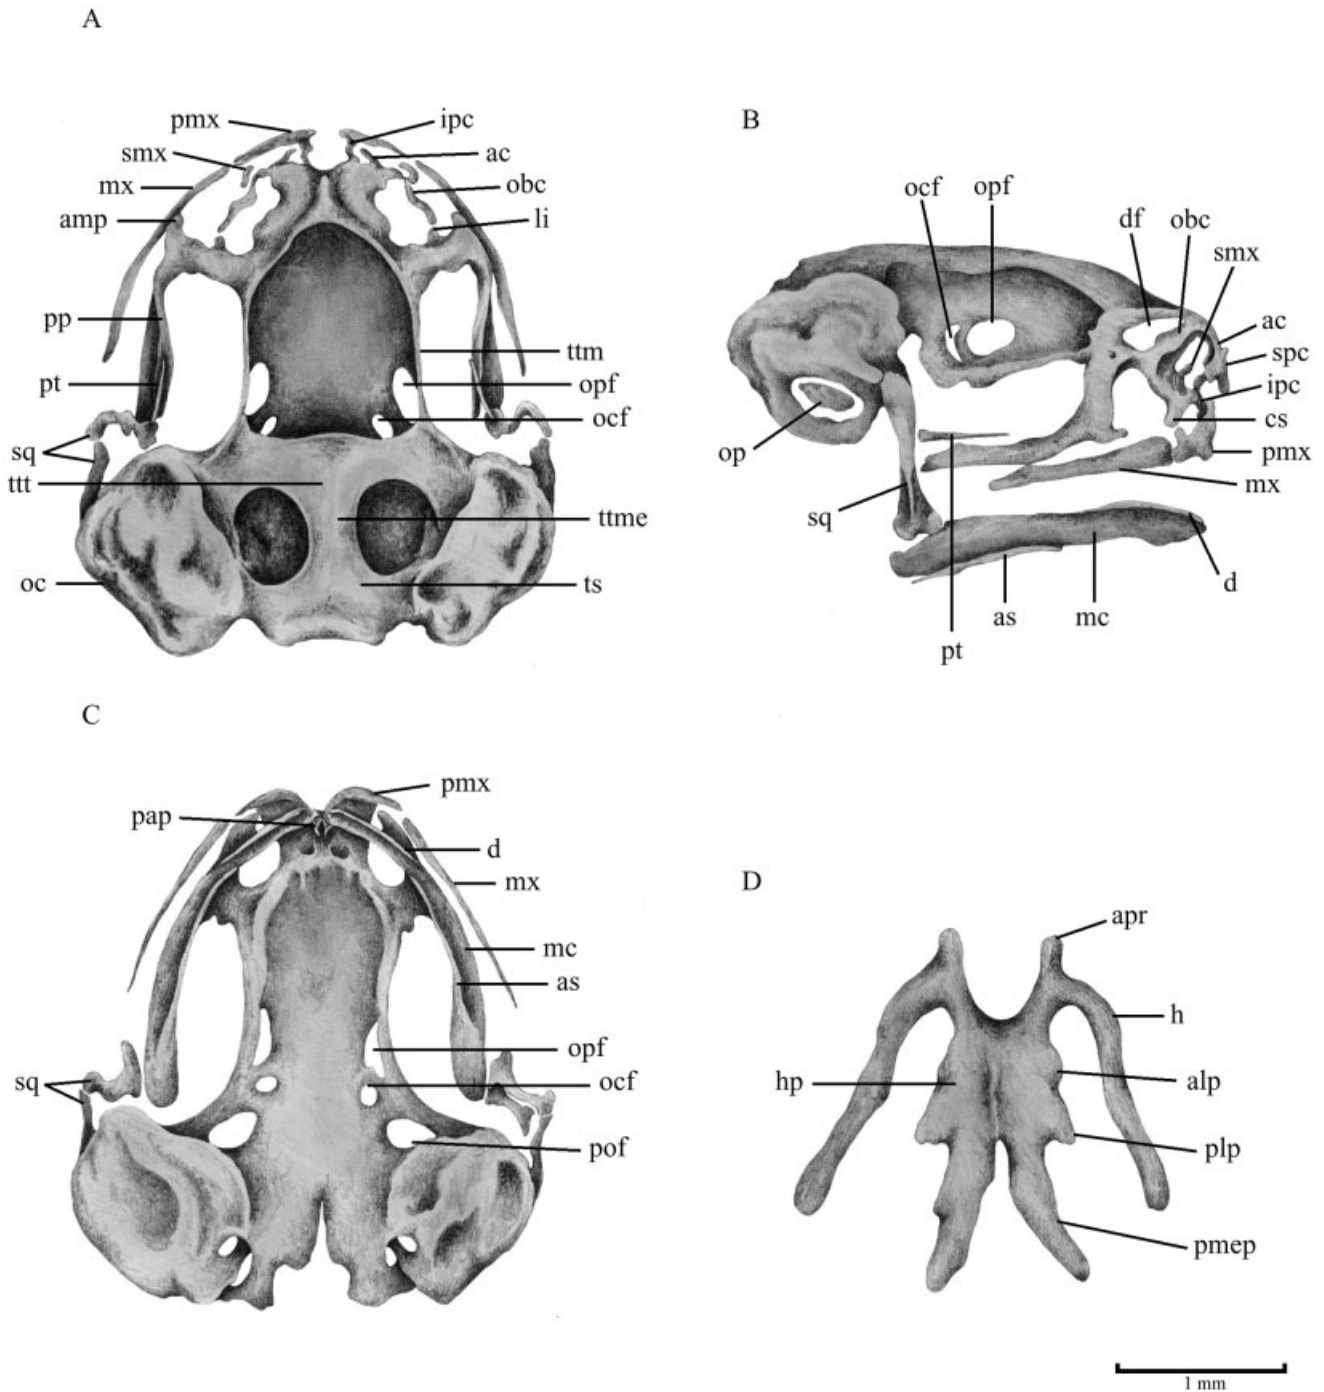 A
pmx
ipc
smx
ac
mx
obc
amp
li
pp
ttm
pt
opf
ocf
sq
ttt
ttme
oc
ts
B
ocf
opf
df
obc
smx
ac
spc
ipc
cs
op
pmx
mx
sq
d
as
mc
pt
C
pmx
pap
d
mx
mc
as
opf
sq
ocf
pof
D
apr
h
hp
alp
plp
pmep
1 mm